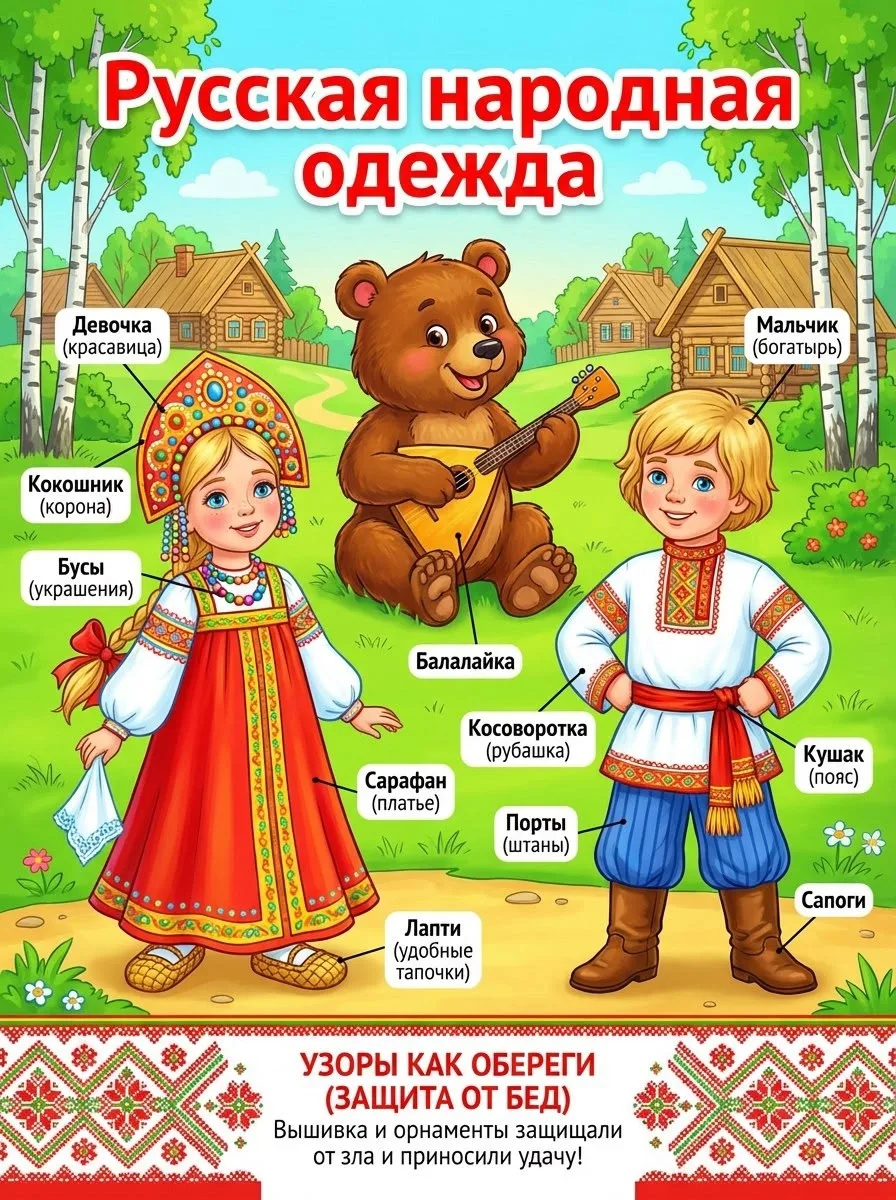 Русская народная
одежда
Девочка
(красавица)
Мальчик
(богатырь)
Кокошник
(корона)
Бусы
(украшения)
Балалайка
Косоворотка
(рубашка)
Кушак
(пояс)
Сарафан
(платье)
Порты
(штаны)
Сапоги
Лапти
(удобные
тапочки)
УЗОРЫ КАК ОБЕРЕГИ
(ЗАЩИТА ОТ БЕД)
Вышивка и орнаменты защищали
от зла и приносили удачу!